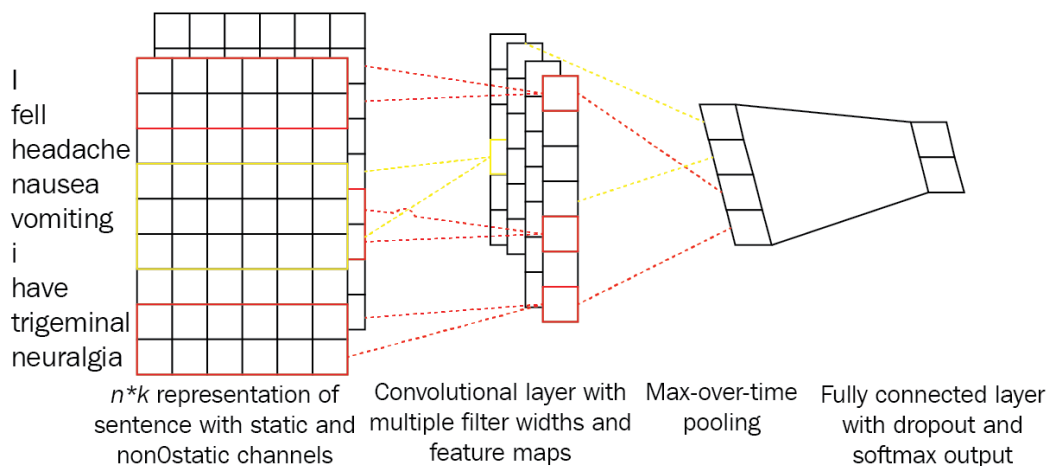 I
fell
headache
nausea
vomiting
i
have
trigeminal
neuralgia
n*k representation of
sentence with static and
non0static channels
Convolutional layer with
multiple filter widths and
feature maps
Max-over-time
pooling
Fully connected layer
with dropout and
softmax output